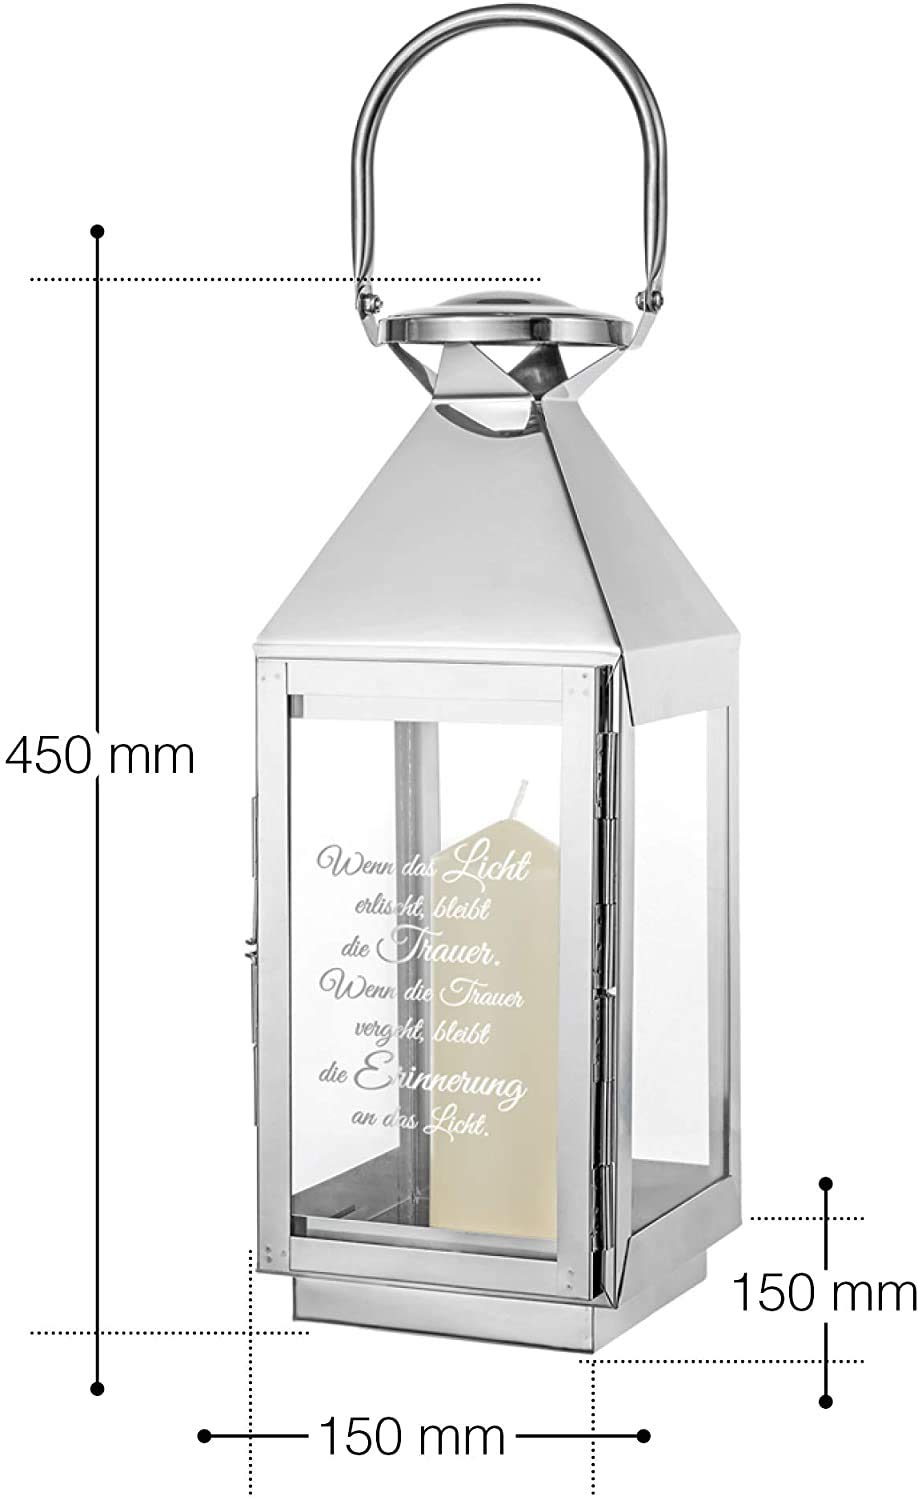 450 mm
Wenn das Licht
erlischt, bleibt
die Trauer.
Wenn die Trauer
vergeht, bleibt
die Erinnerung
an das Licht.
150 mm
150 mm